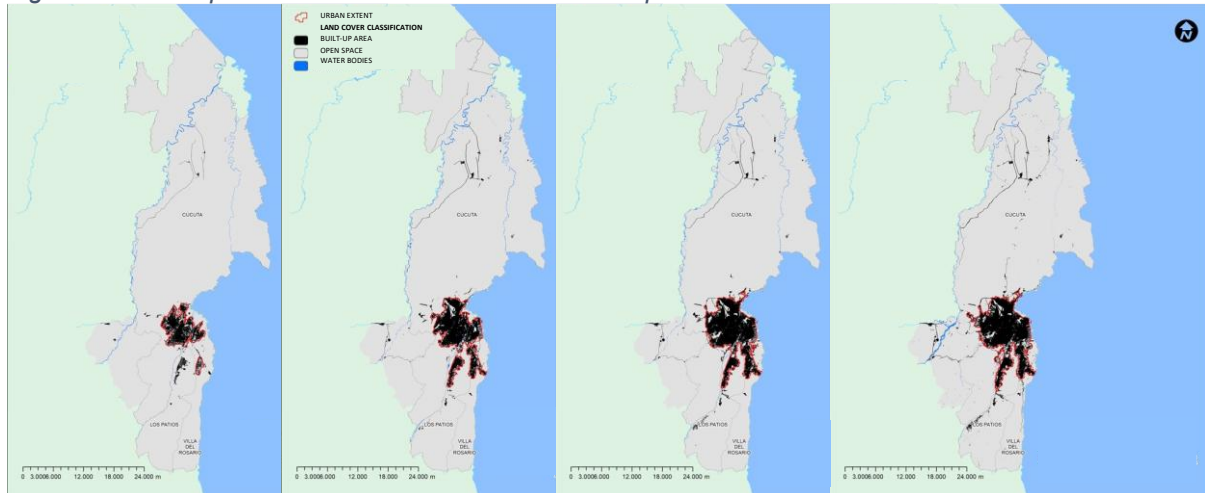 URBAN EXTENT
LAND COVER CLASSIFICATION
BUILT-UP AREA
OPEN SPACE
WATER BODIES
N
CUCUTA
LOS PATIOS
VILLA
DEL
ROSARIO
0 3.0006.000 12.000 18.000 24.000 m
CUCUTA
LOS PATIOS
VILLA
DEL
ROSARIO
0 3.0006.000 12.000 18.000 24.000 m
CUCUTA
LOS PATIOS
VILLA
DEL
ROSARIO
0 3.0006.000 12.000 18.000 24.000 m
CUCUTA
LOS PATIOS
VILLA
DEL
ROSARIO
0 3.0006.000 12.000 18.000 24.000 m